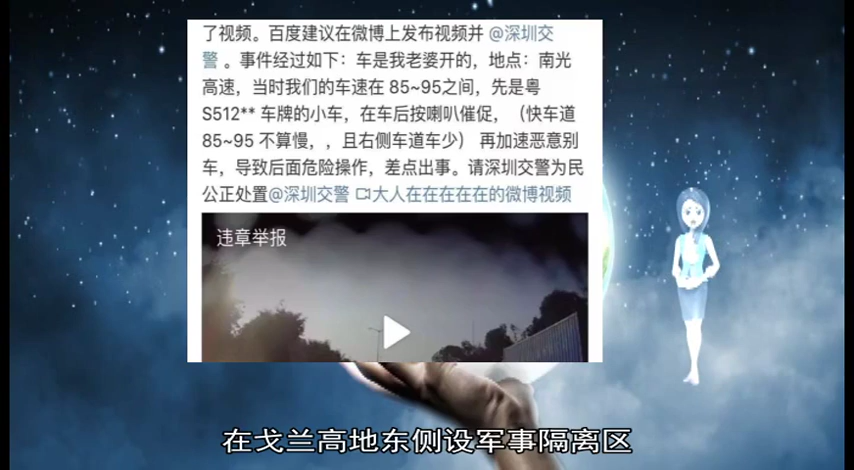 了视频。百度建议在微博上发布视频并 @深圳交
警 。事件经过如下：车是我老婆开的，地点：南光
高速，当时我们的车速在 85~95之间，先是粤
S512** 车牌的小车，在车后按喇叭催促，（快车道
85~95 不算慢，，且右侧车道车少） 再加速恶意别
车，导致后面危险操作，差点出事。请深圳交警为民
公正处置@深圳交警 大人在在在在在的微博视频
违章举报
在戈兰高地东侧设军事隔离区